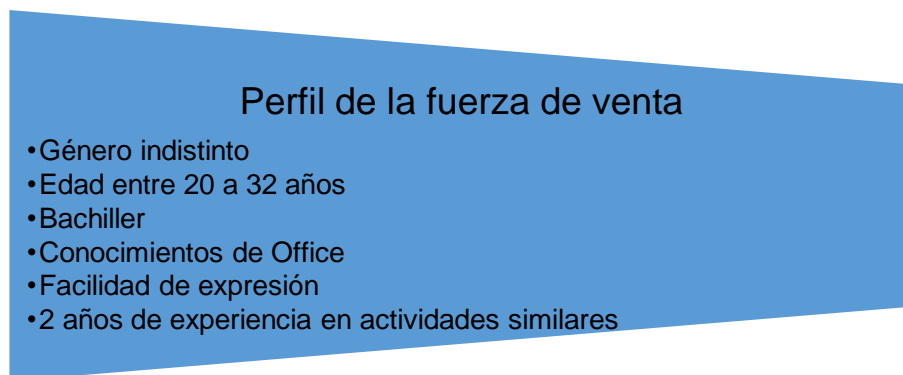 Perfil de la fuerza de venta
•Género indistinto
•Edad entre 20 a 32 años
•Bachiller
•Conocimientos de Office
•Facilidad de expresión
•2 años de experiencia en actividades similares